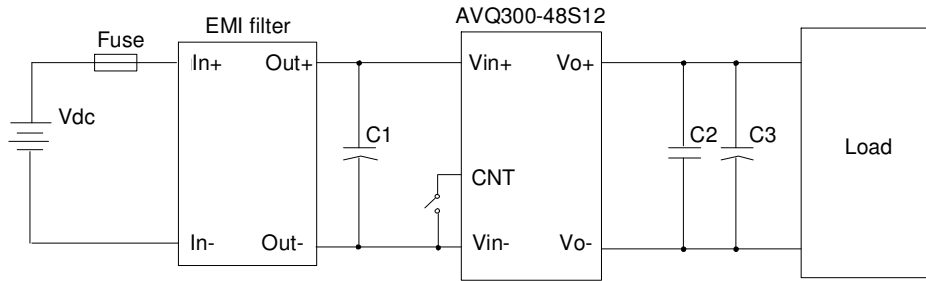 AVQ300-48S12
EMI filter
Fuse
In+ Out+ Vin+ Vo+
Vdc
C1 C2 C3
Load
CNT
In- Out- Vin- Vo-